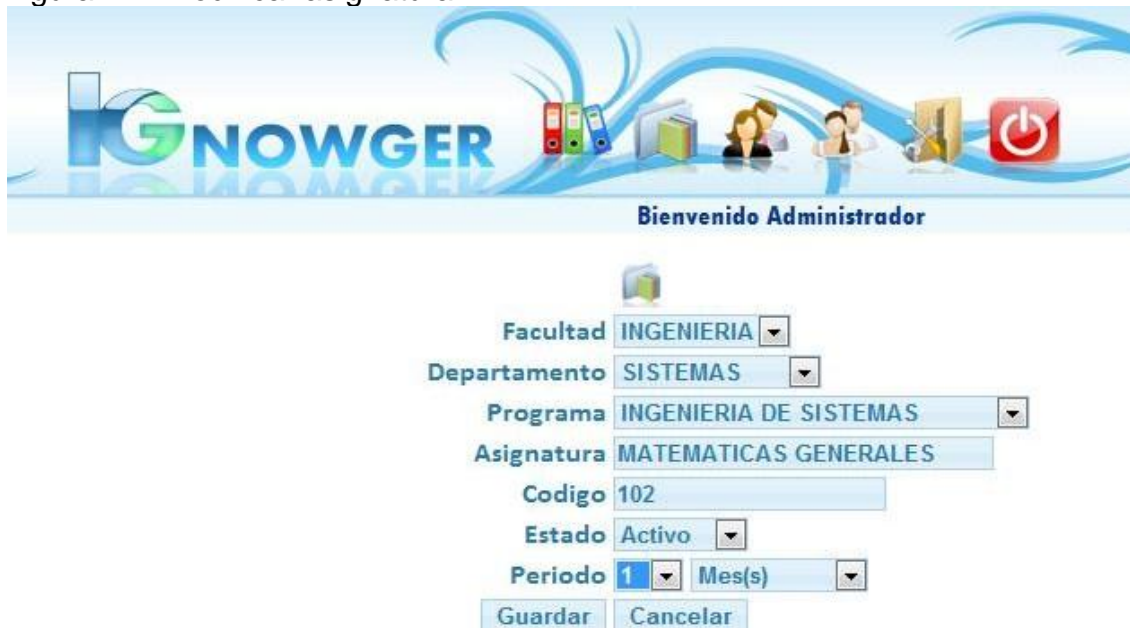 IGNOWGER
Bienvenido Administrador
Facultad INGENIERIA
Departamento SISTEMAS
Programa INGENIERIA DE SISTEMAS
Asignatura MATEMATICAS GENERALES
Codigo 102
Estado Activo
Periodo 1 Mes(s)
Guardar Cancelar